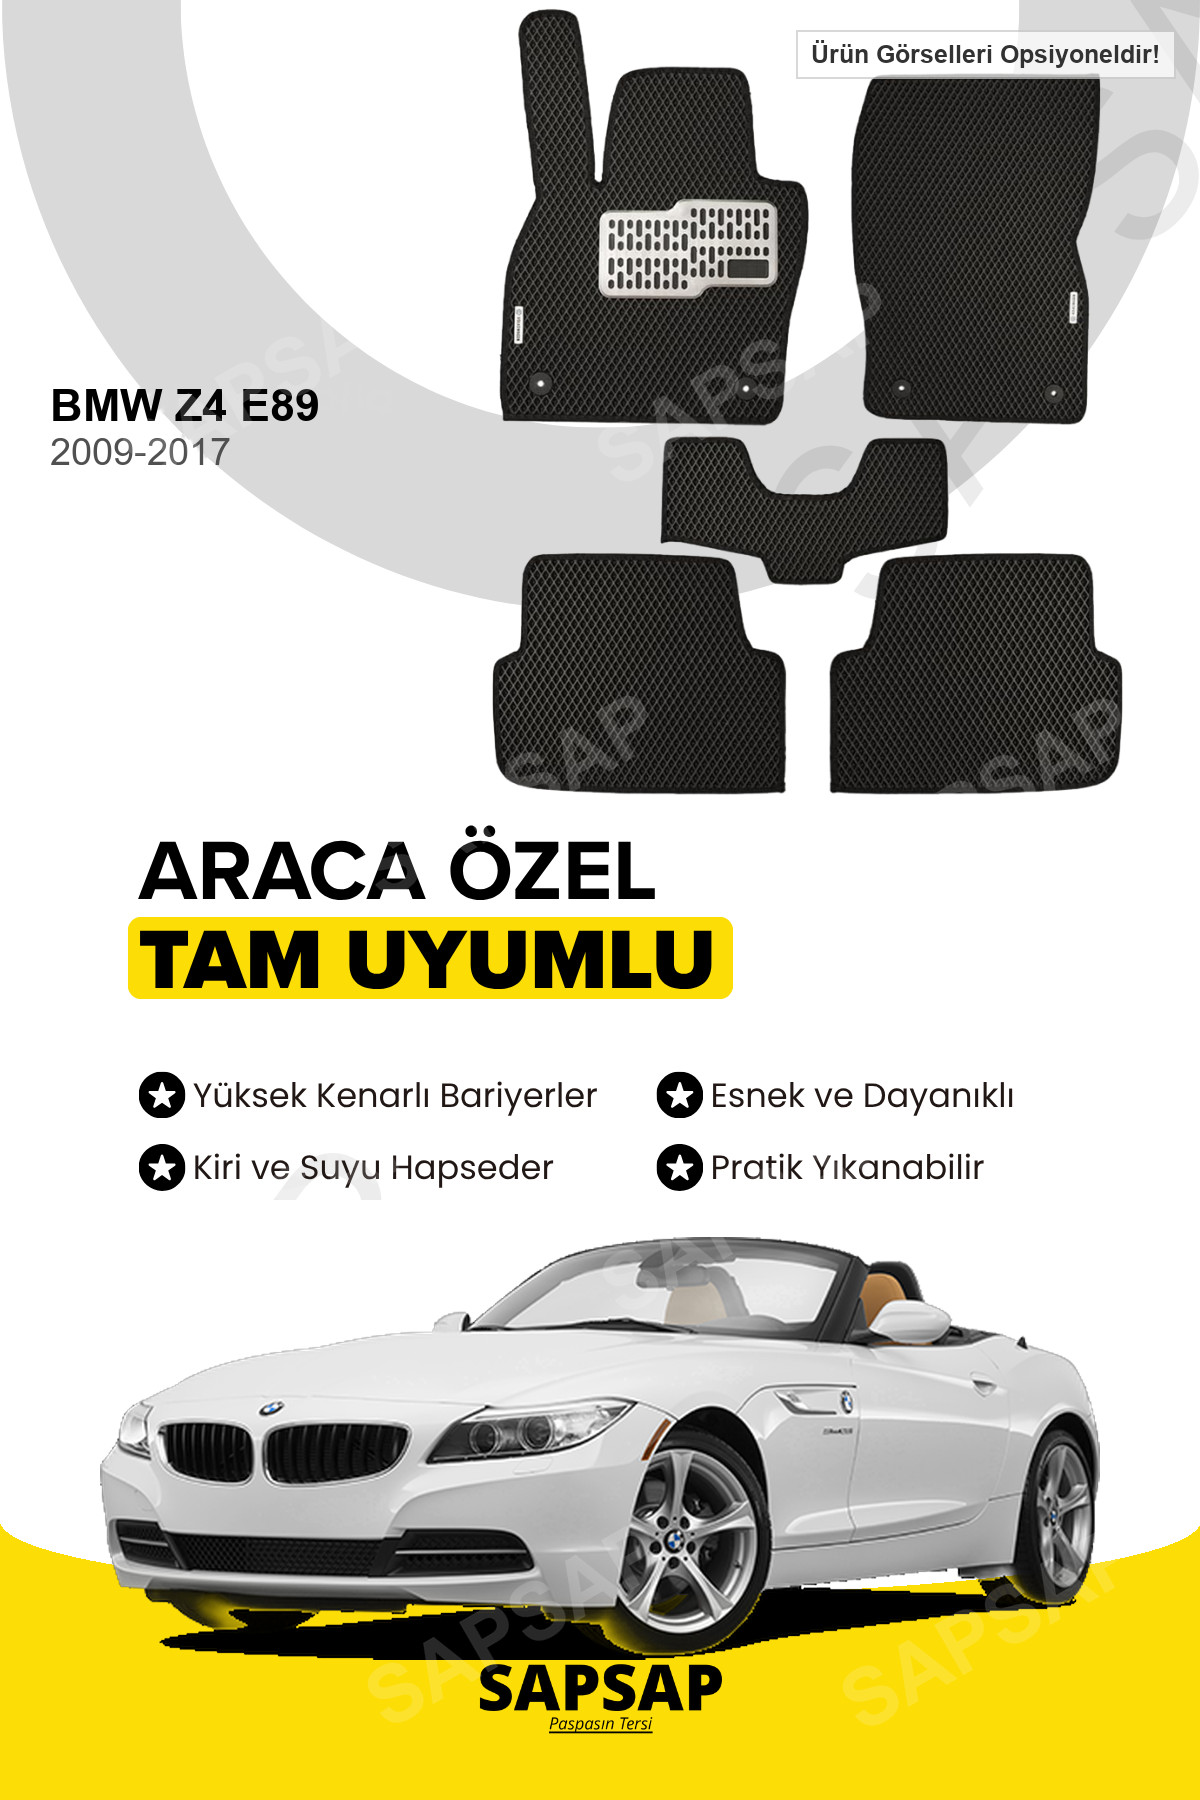 Ürün Görselleri Opsiyoneldir!
BMW Z4 E89
2009-2017
ARACA ÖZEL
TAM UYUMLU
Yüksek Kenarlı Bariyerler
Esnek ve Dayanıklı
Kiri ve Suyu Hapseder
Pratik Yıkanabilir
SAPSAP
Paspasın Tersi